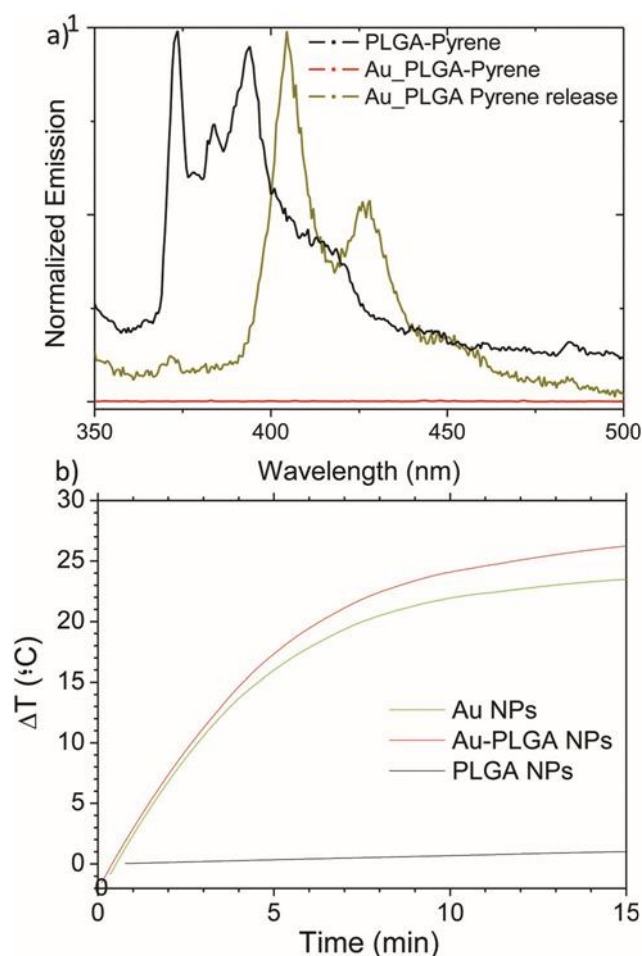 a)
1
PLGA-Pyrene
Au_PLGA-Pyrene
Au_PLGA Pyrene release
Normalized Emission
350 400 450 500
Wavelength (nm)
b)
30
25
20
15
10
5
0
0
ΔT (؛C)
Au NPs
Au-PLGA NPs
PLGA NPs
0 5 10 15
Time (min)